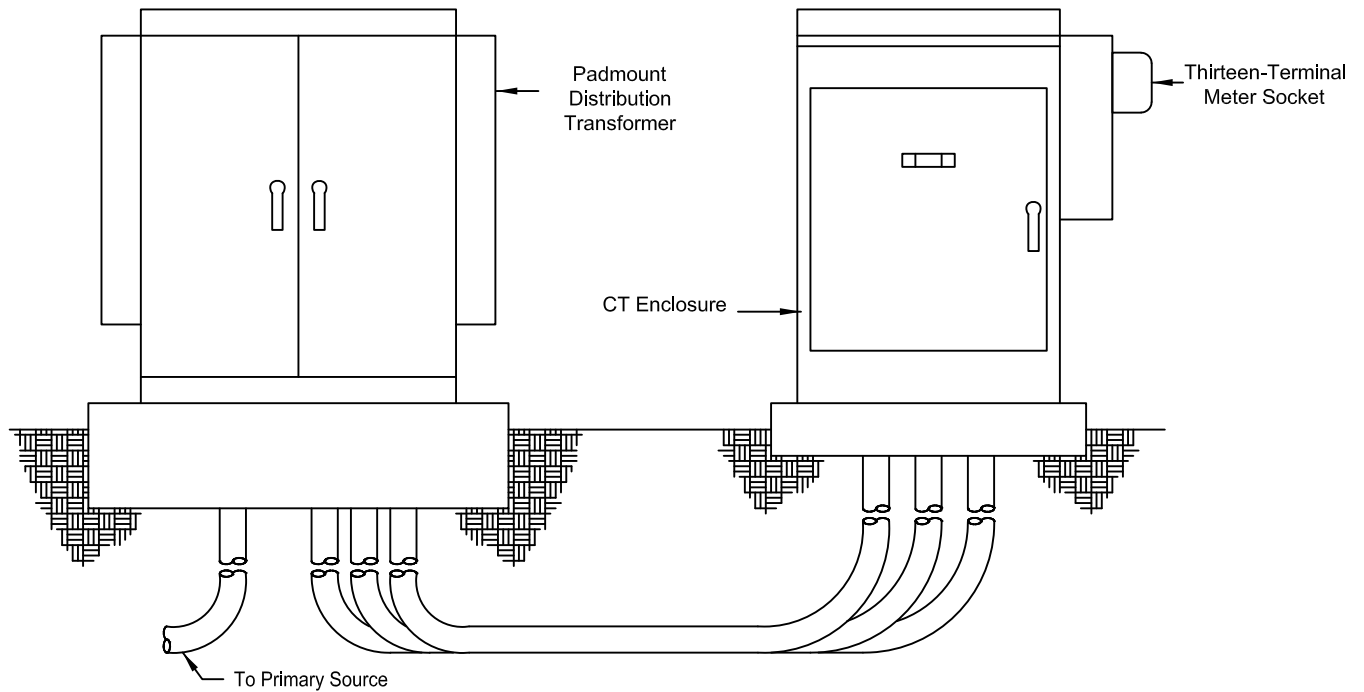 Padmount
Distribution
Transformer
Thirteen-Terminal
Meter Socket
CT Enclosure
To Primary Source